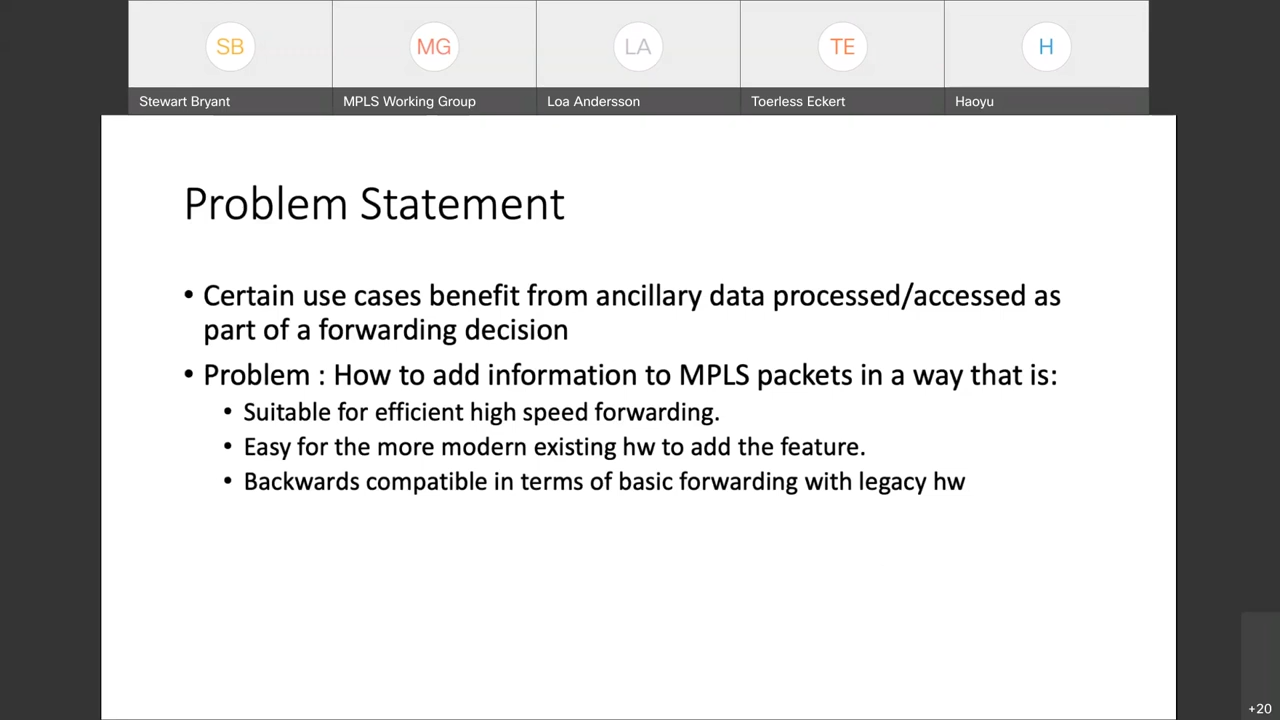 SB
MG
LA
TE
H
Stewart Bryant
MPLS Working Group
Loa Andersson
Toerless Eckert
Haoyu
Problem Statement
• Certain use cases benefit from ancillary data processed/accessed as
part of a forwarding decision
• Problem : How to add information to MPLS packets in a way that is:
• Suitable for efficient high speed forwarding.
• Easy for the more modern existing hw to add the feature.
• Backwards compatible in terms of basic forwarding with legacy hw
+20